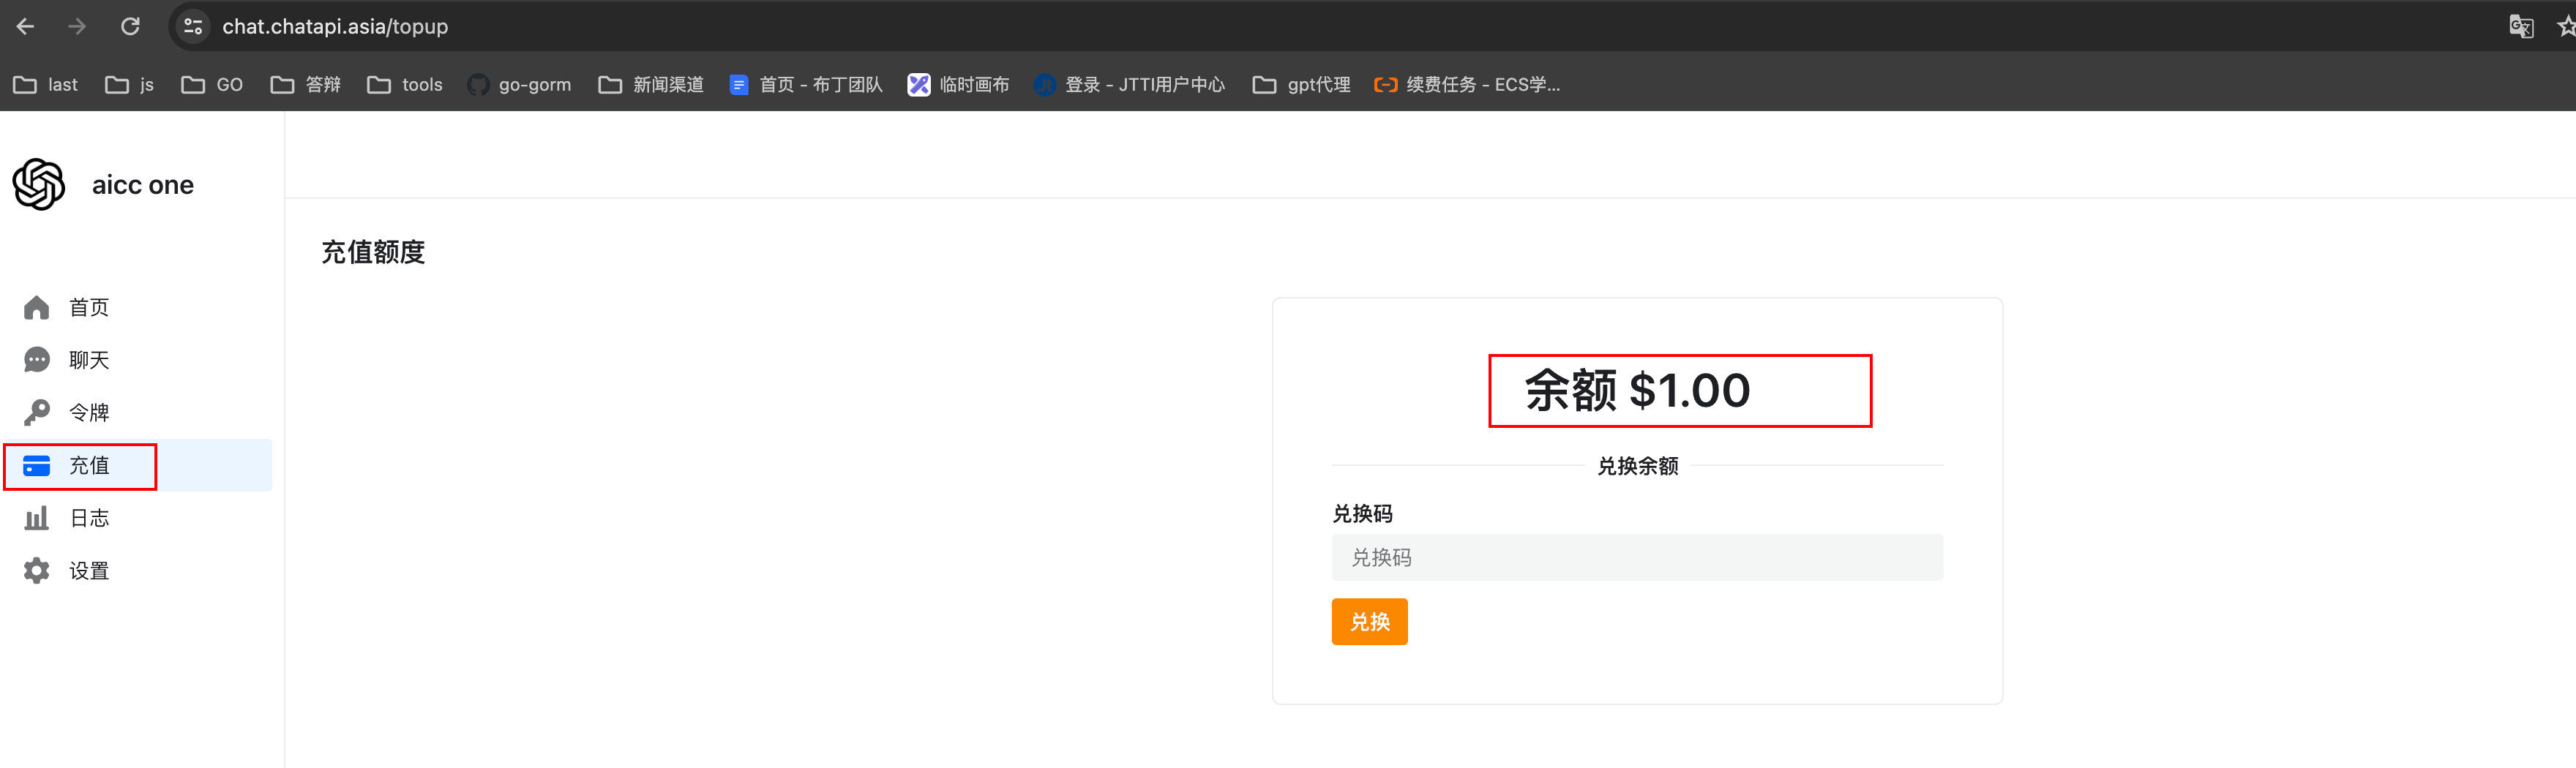 chat.chatapi.asia/topup
last js GO 答辩 tools go-gorm 新闻渠道 首页 - 布丁团队 临时画布 登录 - JTTI用户中心 gpt代理 续费任务 - ECS学...
aicc one
充值额度
首页
聊天
令牌
充值
日志
设置
余额 $1.00
兑换余额
兑换码
兑换码
兑换